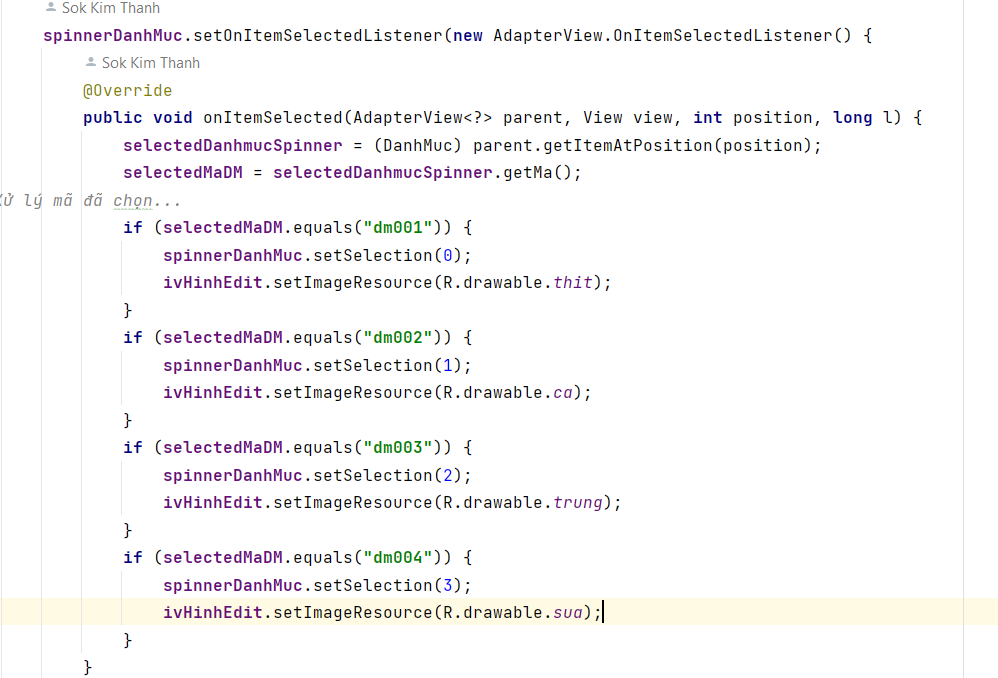 Sok Kim Thanh
spinnerDanhMuc.setOnItemSelectedListener(new AdapterView.OnItemSelectedListener() {
Sok Kim Thanh
@Override
public void onItemSelected(AdapterView<?> parent, View view, int position, long l) {
selectedDanhmucSpinner = (DanhMuc) parent.getItemAtPosition(position);
selectedMaDM = selectedDanhmucSpinner.getMa();
lý mã đã chọn...
if (selectedMaDM.equals("dm001")) {
spinnerDanhMuc.setSelection(0);
ivHinhEdit.setImageResource(R.drawable.thit);
}
if (selectedMaDM.equals("dm002")) {
spinnerDanhMuc.setSelection(1);
ivHinhEdit.setImageResource(R.drawable.ca);
}
if (selectedMaDM.equals("dm003")) {
spinnerDanhMuc.setSelection(2);
ivHinhEdit.setImageResource(R.drawable.trung);
}
if (selectedMaDM.equals("dm004")) {
spinnerDanhMuc.setSelection(3);
ivHinhEdit.setImageResource(R.drawable.sua);
}
}